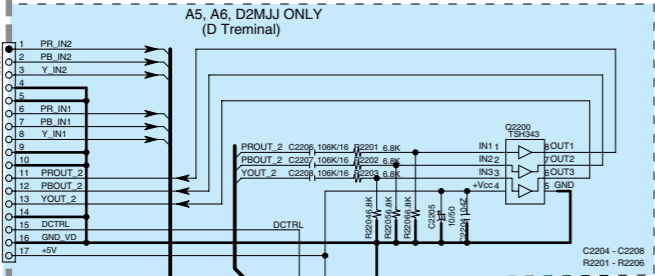 A5, A6, D2MJJ ONLY
(D Treminal)
1 PR_IN2
2 PB_IN2
3 Y_IN2
4
5
6 PR_IN1
7 PB_IN1
8 Y_IN1
9
10
11 PROUT_2
12 PBOUT_2
13 YOUT_2
14
15 DCTRL
16 GND_VD
17 +5V
DCTRL
PROUT_2 C2206 106K/16 R2201 6.8K
PBOUT_2 C2207 106K/16 R2202 6.8K
YOUT_2 C2208 106K/16 R2203 6.8K
Q2200
TSH343
IN1 1 8 OUT1
IN2 2 7 OUT2
IN3 3 6 OUT3
+Vcc 4 5 GND
R2204 6.8K
R2205 6.8K
R2206 6.8K
C2205
10/50
C2204 104Z
C2204 - C2208
R2201 - R2206